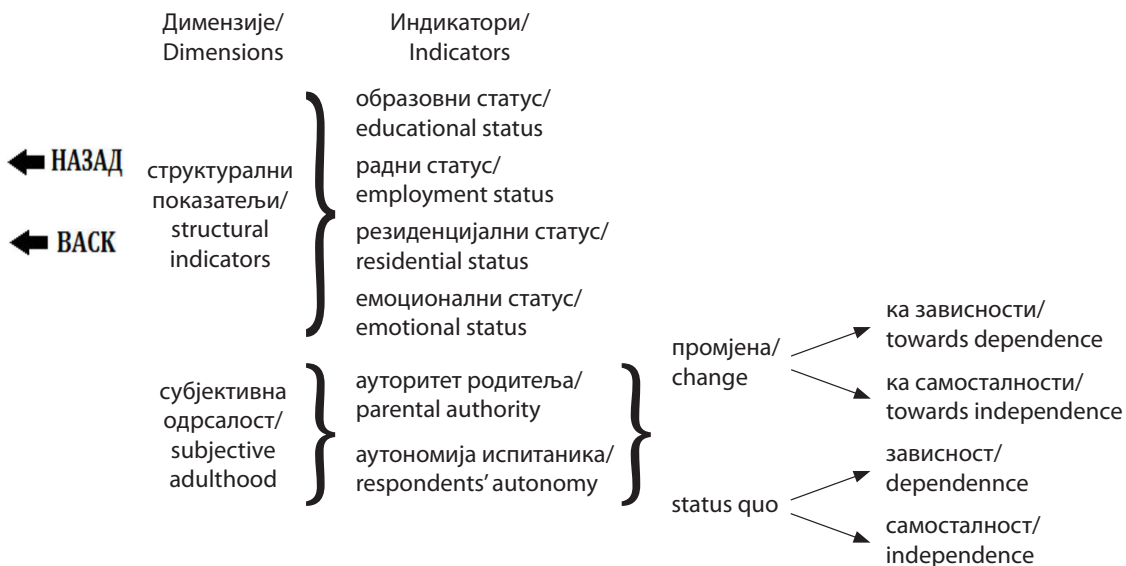 Димензије/
Dimensions
Индикатори/
Indicators
НАЗАД
BACK
структурални
показатељи/
structural
indicators
образовни статус/
educational status
радни статус/
employment status
резиденцијални статус/
residential status
емоционални статус/
emotional status
субјективна
одрсалост/
subjective
adulthood
ауторитет родитеља/
parental authority
аутономија испитаника/
respondents’ autonomy
промјена/
change
ка зависности/
towards dependence
ка самосталности/
towards independence
status quo
зависност/
dependennce
самосталност/
independence